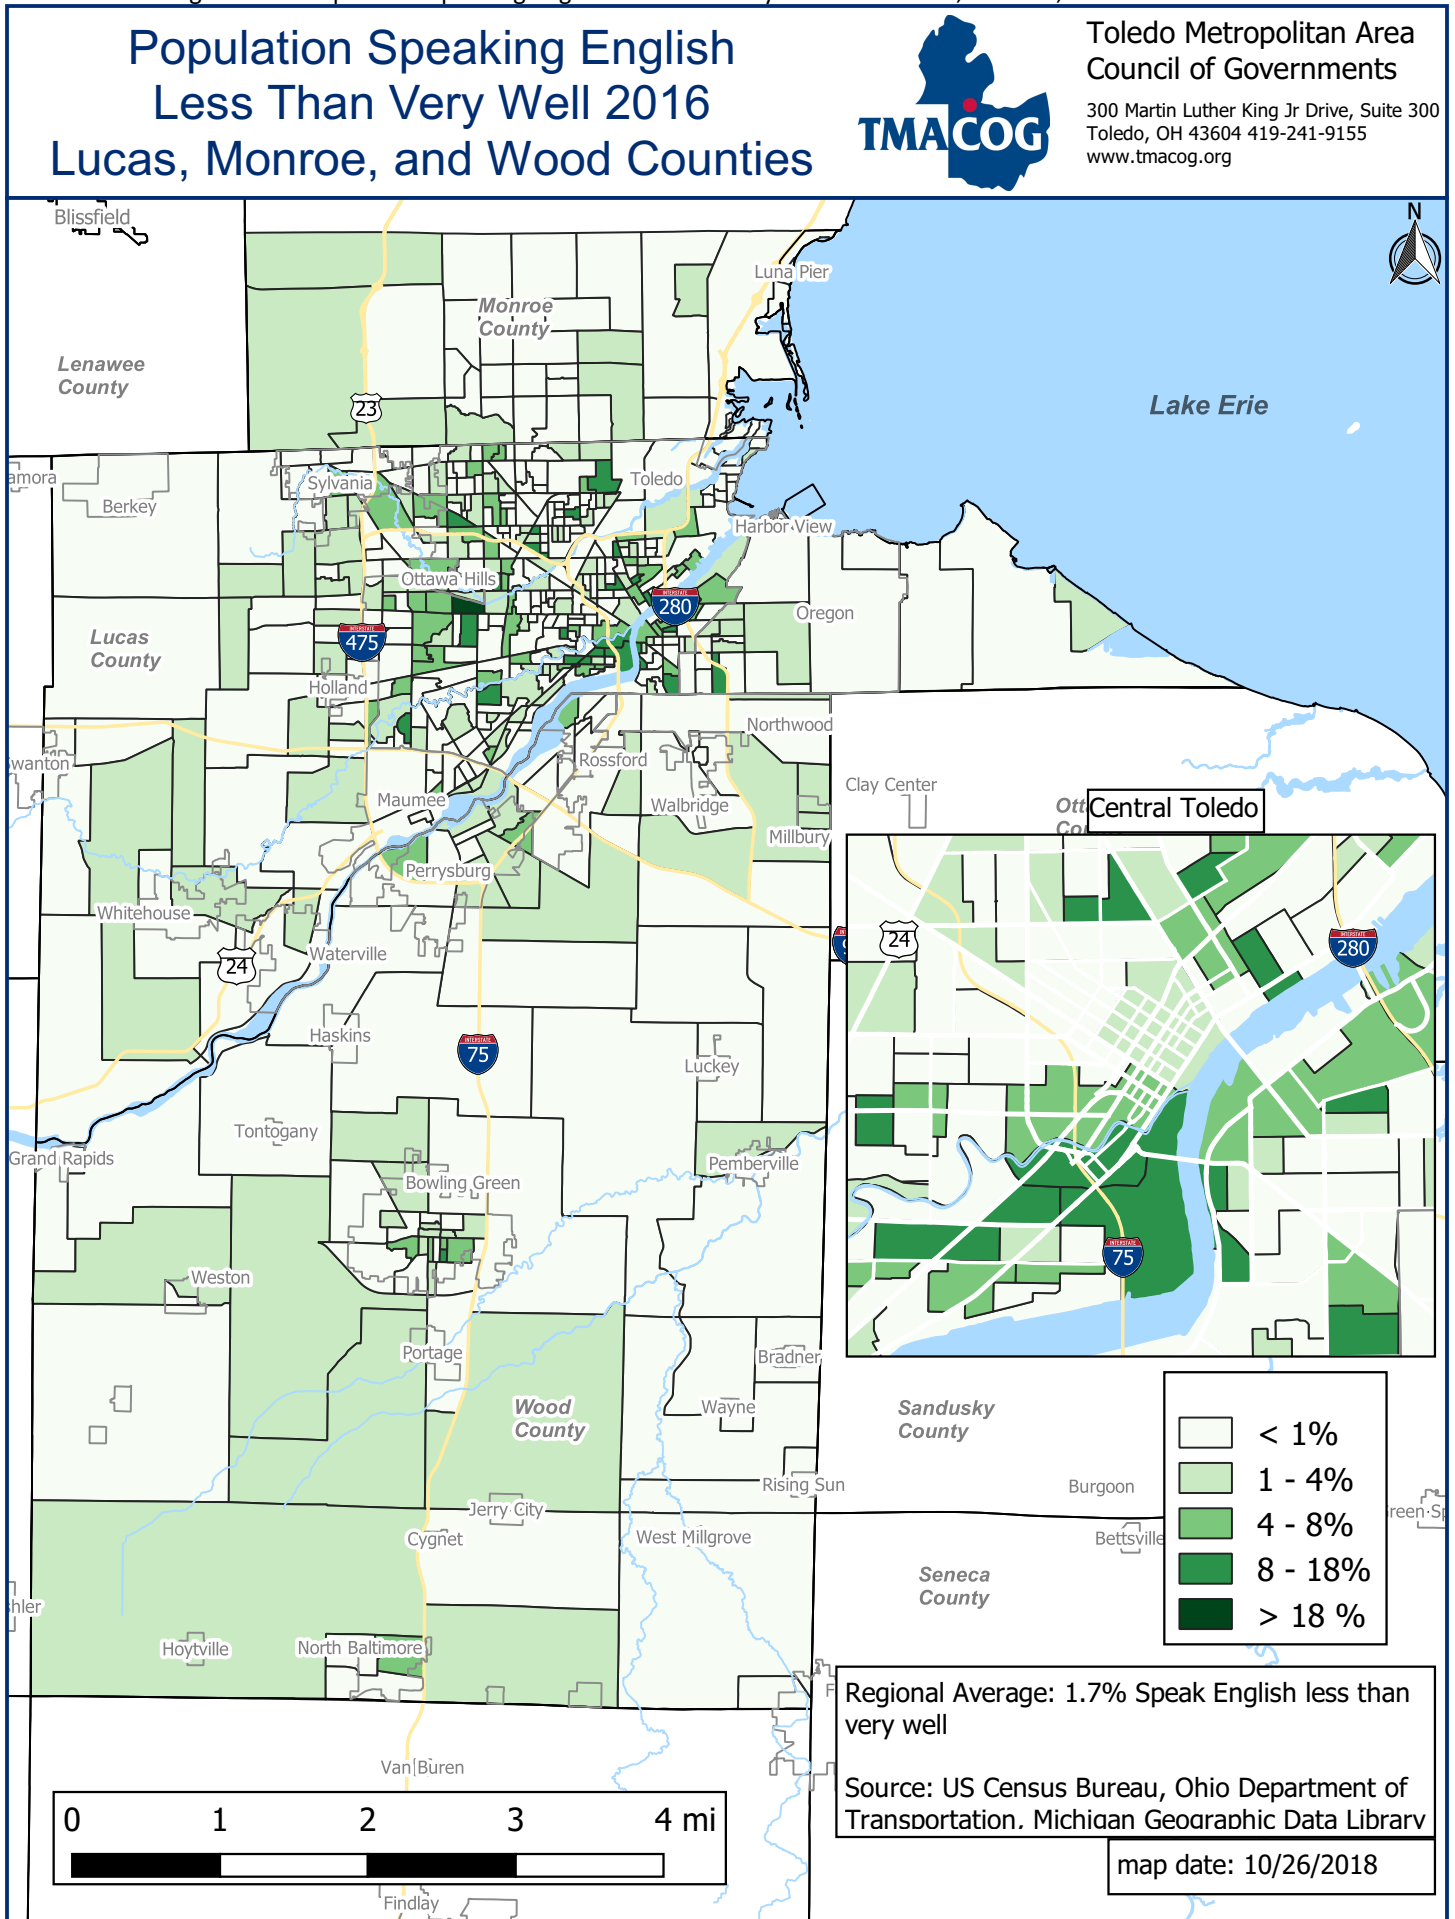 Population Speaking English
Less Than Very Well 2016
Lucas, Monroe, and Wood Counties
TMACOG
Toledo Metropolitan Area
Council of Governments
300 Martin Luther King Jr Drive, Suite 300
Toledo, OH 43604 419-241-9155
www.tmacog.org
N
Blissfield
Luna Pier
Monroe
County
Lenawee
County
23
Lake Erie
Sylvania
Toledo
Berkey
Harbor View
Ottawa Hills
INTERSTATE
280
Oregon
Lucas
County
INTERSTATE
475
Holland
Northwood
Rossford
Swanton
Clay Center
Maumee
Walbridge
Millbury
Central Toledo
Perrysburg
Whitehouse
24
Waterville
24
INTERSTATE
280
Haskins
INTERSTATE
75
Luckey
Tontogany
Grand Rapids
Pemberville
Bowling Green
INTERSTATE
75
Weston
Portage
Bradner
Wood
County
Wayne
Sandusky
County
< 1%
1 - 4%
4 - 8%
8 - 18%
> 18 %
Rising Sun
Burgoon
Jerry City
Cygnet
West Millgrove
Bettsville
Seneca
County
Hoytville
North Baltimore
Regional Average: 1.7% Speak English less than
very well
Source: US Census Bureau, Ohio Department of
Transportation, Michigan Geographic Data Library
Van Buren
0 1 2 3 4 mi
map date: 10/26/2018
Findlay